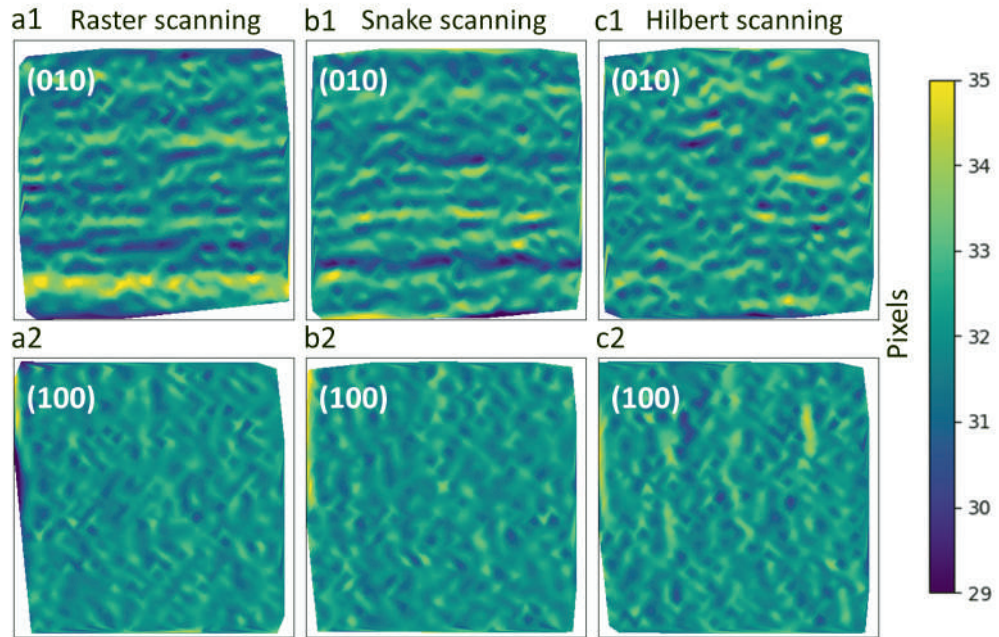 a1 Raster scanning b1 Snake scanning c1 Hilbert scanning
(010) (010) (010)
35
34
33
32
31
30
29
Pixels
a2 b2 c2
(100) (100) (100)